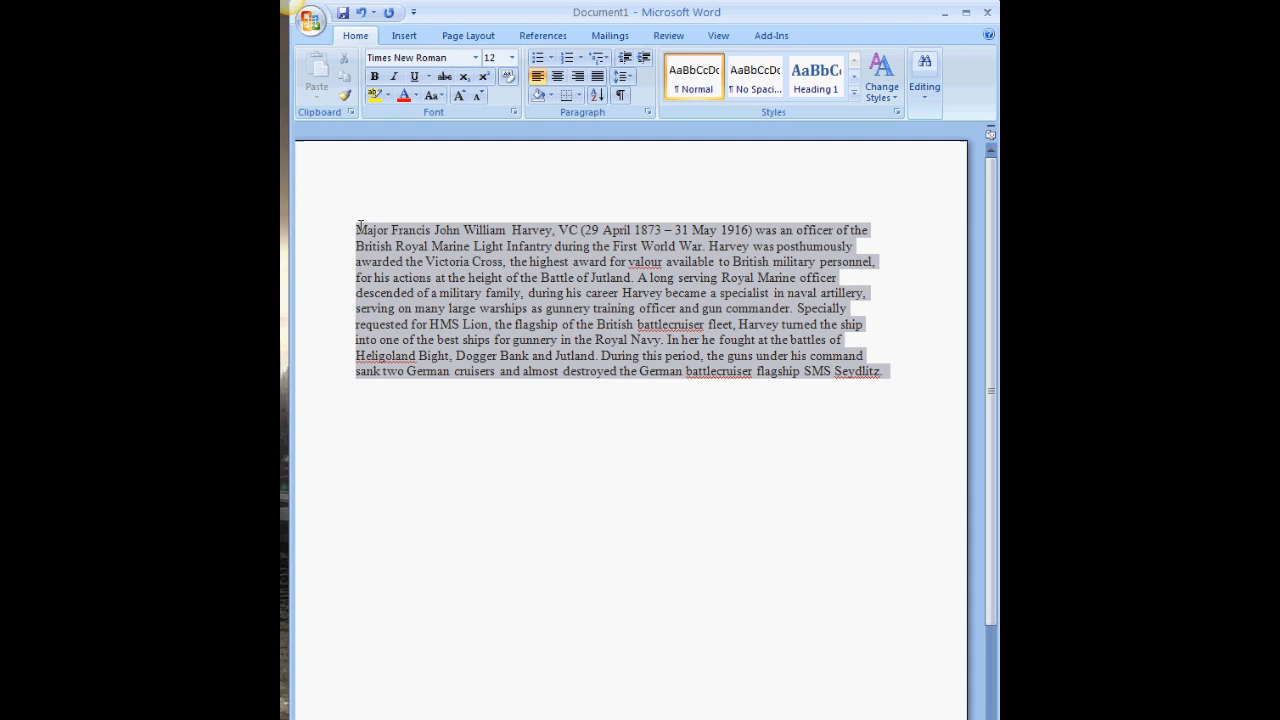 Document1 - Microsoft Word
Home Insert Page Layout References Mailings Review View Add-Ins
Times New Roman 12
Paste
B I U abc x₂ x²
Aa A A
AaBbCcDc AaBbCcDc AaBbC
¶ Normal ¶ No Spaci... Heading 1
Change Styles
Editing
Clipboard Font Paragraph Styles
Major Francis John William Harvey, VC (29 April 1873 – 31 May 1916) was an officer of the
British Royal Marine Light Infantry during the First World War. Harvey was posthumously
awarded the Victoria Cross, the highest award for valour available to British military personnel,
for his actions at the height of the Battle of Jutland. A long serving Royal Marine officer
descended of a military family, during his career Harvey became a specialist in naval artillery,
serving on many large warships as gunnery training officer and gun commander. Specially
requested for HMS Lion, the flagship of the British battlecruiser fleet, Harvey turned the ship
into one of the best ships for gunnery in the Royal Navy. In her he fought at the battles of
Heligoland Bight, Dogger Bank and Jutland. During this period, the guns under his command
sank two German cruisers and almost destroyed the German battlecruiser flagship SMS Seydlitz.